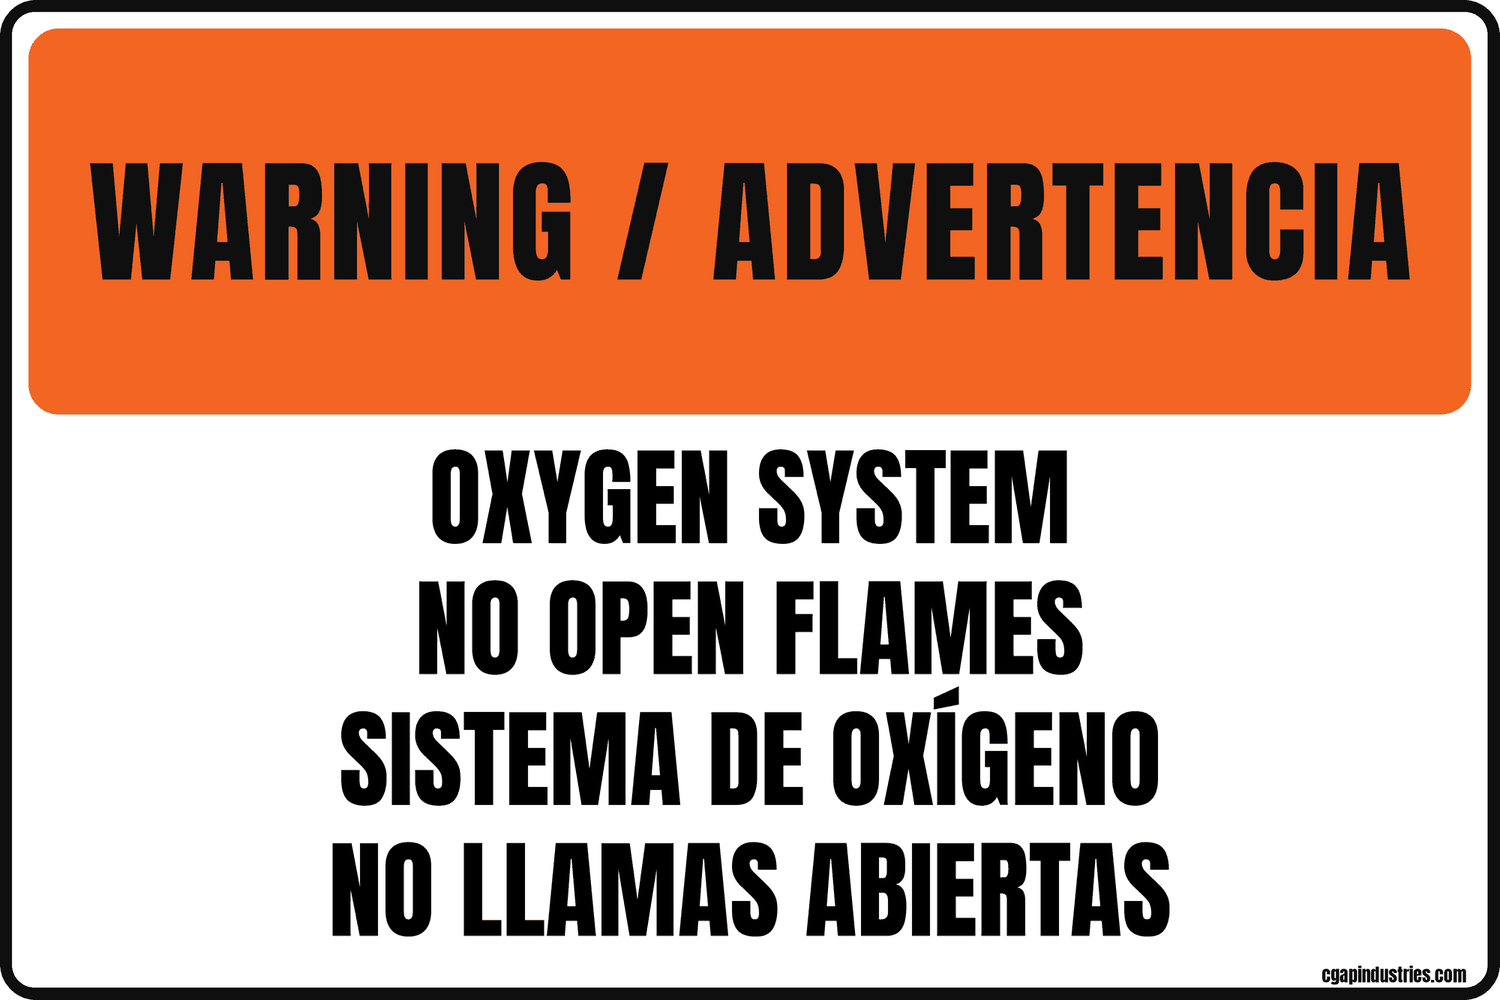 WARNING / ADVERTENCIA
OXYGEN SYSTEM
NO OPEN FLAMES
SISTEMA DE OXÍGENO
NO LLAMAS ABIERTAS
cgapindustries.com